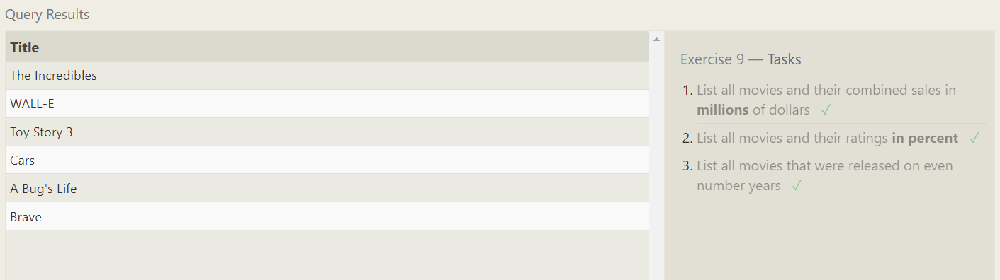 Query Results
Title
The Incredibles
WALL-E
Toy Story 3
Cars
A Bug's Life
Brave
Exercise 9 — Tasks
1. List all movies and their combined sales in
millions of dollars ✓
2. List all movies and their ratings in percent ✓
3. List all movies that were released on even
number years ✓